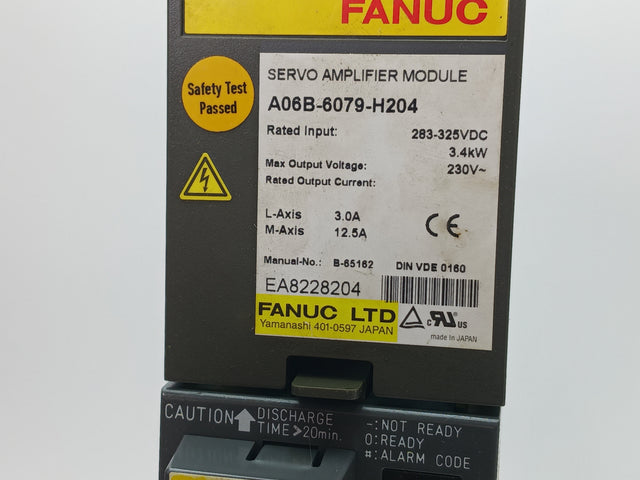 FANUC
Safety Test
Passed
SERVO AMPLIFIER MODULE
A06B-6079-H204
Rated Input: 283-325VDC
3.4kW
Max Output Voltage: 230V~
Rated Output Current:
L-Axis 3.0A
M-Axis 12.5A
CE
Manual-No.: B-65162 DIN VDE 0160
EA8228204
FANUC LTD
Yamanashi 401-0597 JAPAN
c RU US
made in JAPAN
CAUTION DISCHARGE
TIME>20min.
-:NOT READY
0:READY
#:ALARM CODE